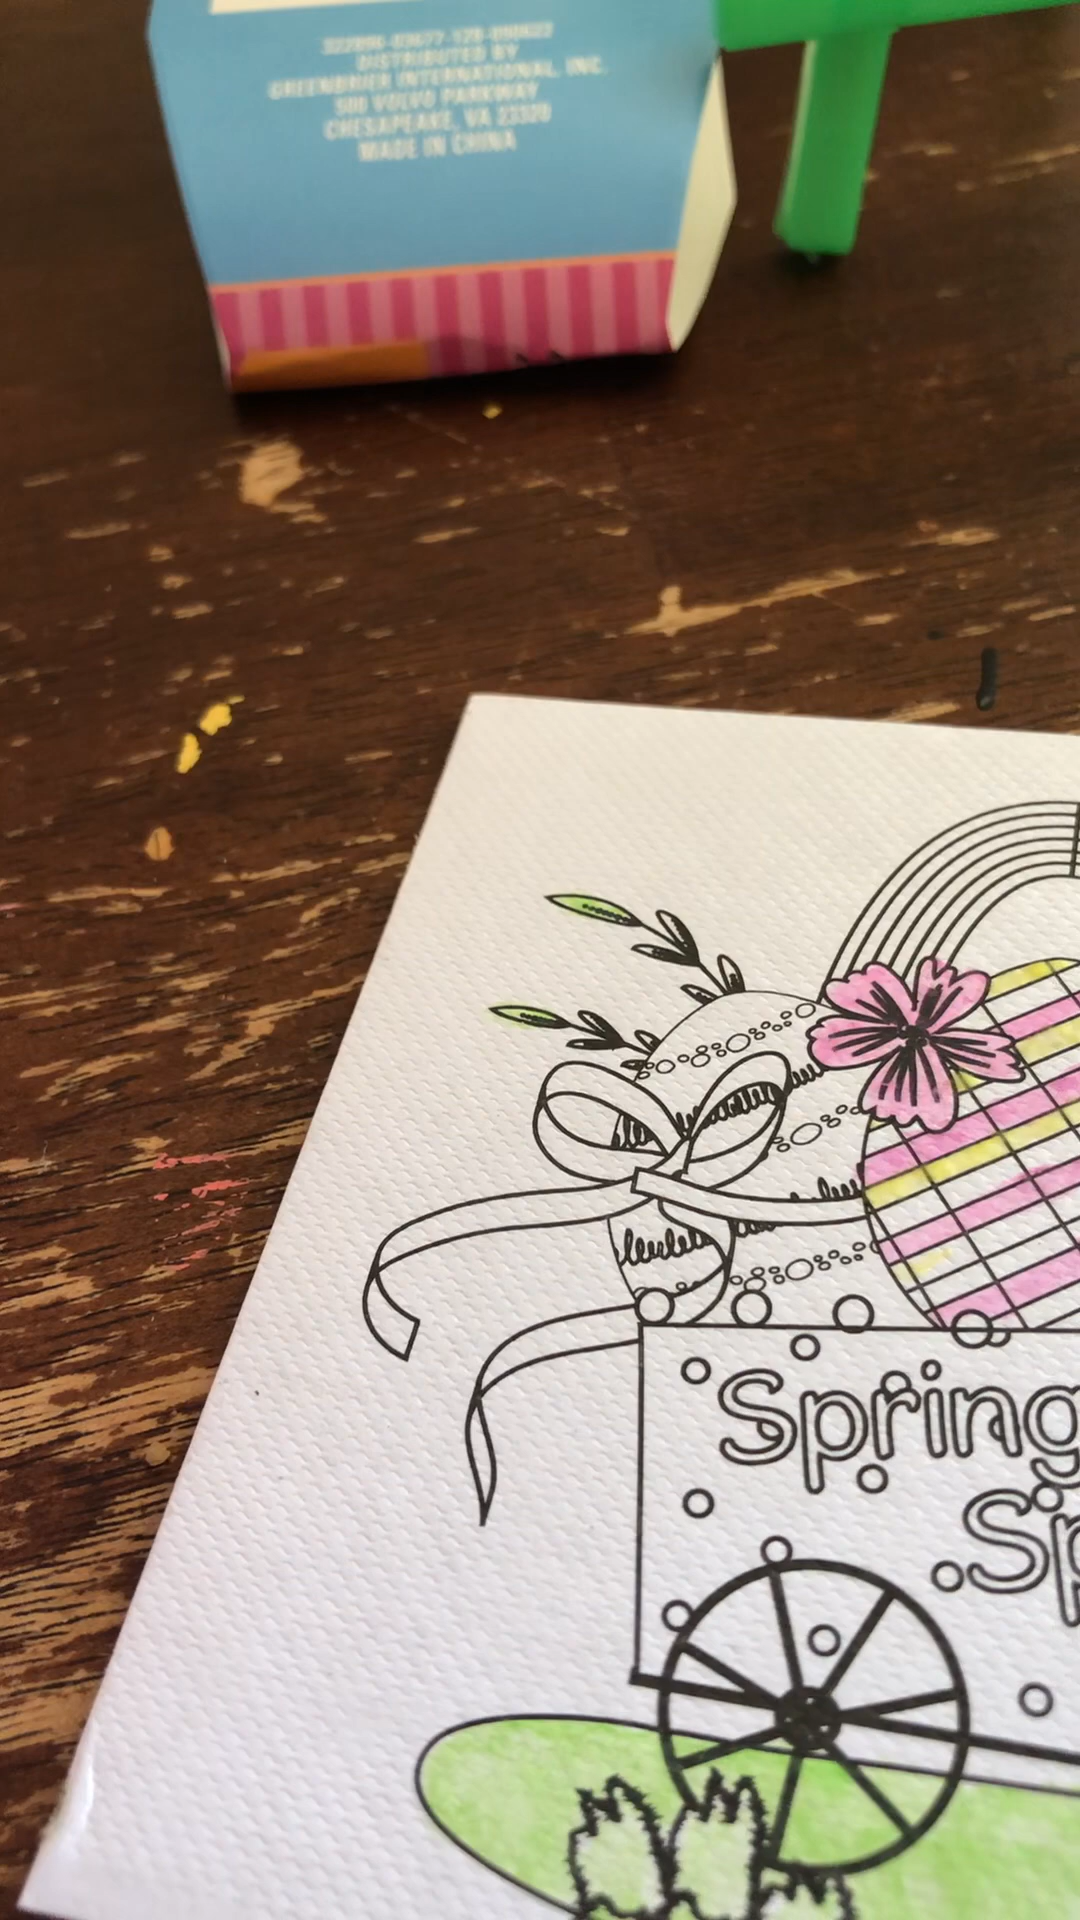 DISTRIBUTED BY
GREENBRIER INTERNATIONAL, INC.
500 VOLVO PARKWAY
CHESAPEAKE, VA 23320
MADE IN CHINA
Spring
Sp